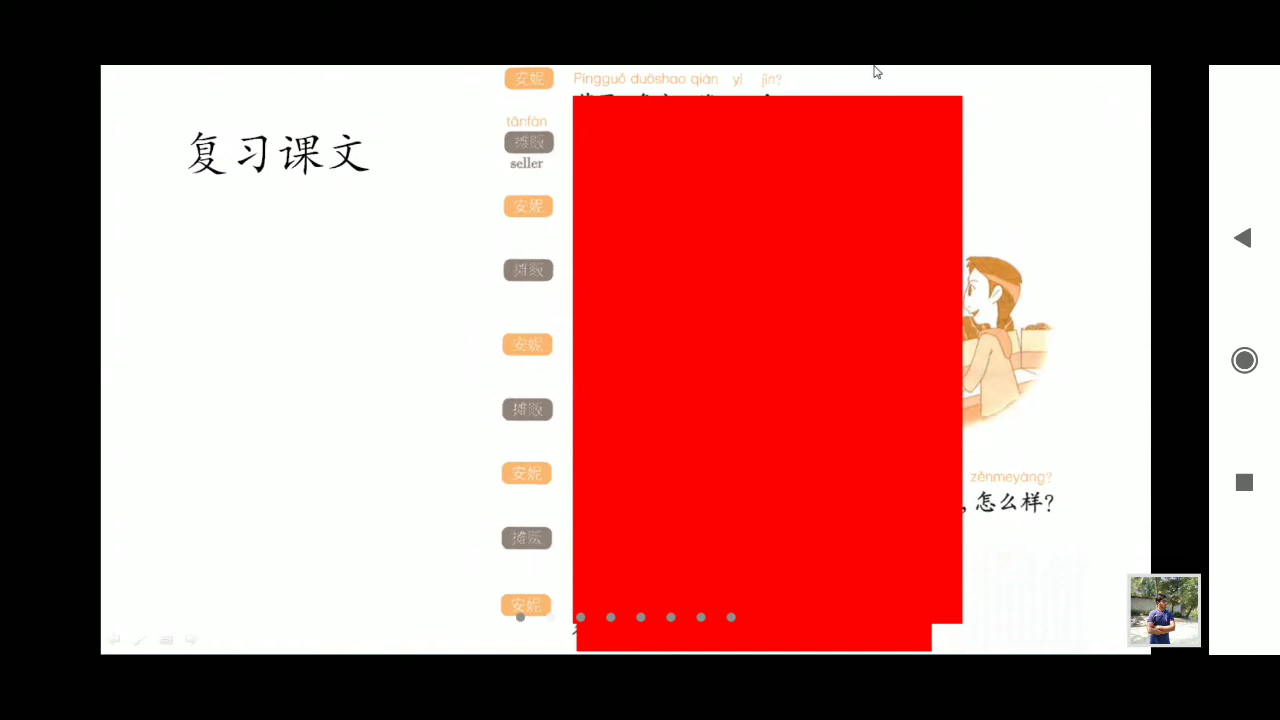 安妮
Píngguǒ duōshao qián yì jīn?
复习课文
tānfàn
摊贩
seller
安妮
摊贩
安妮
摊贩
安妮
zěnmeyàng?
,怎么样?
摊贩
安妮